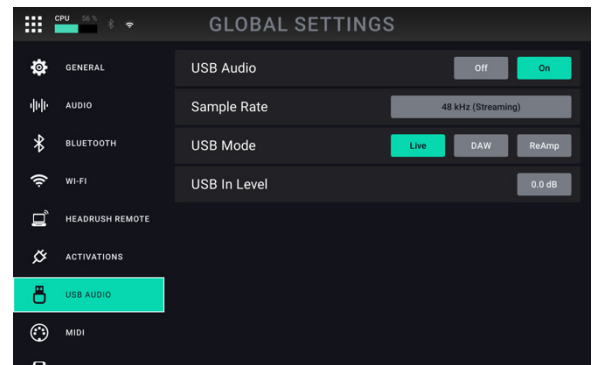 CPU 56 %
GLOBAL SETTINGS
GENERAL
USB Audio Off On
AUDIO
Sample Rate 48 kHz (Streaming)
BLUETOOTH
USB Mode Live DAW ReAmp
WI-FI
USB In Level 0.0 dB
HEADRUSH REMOTE
ACTIVATIONS
USB AUDIO
MIDI